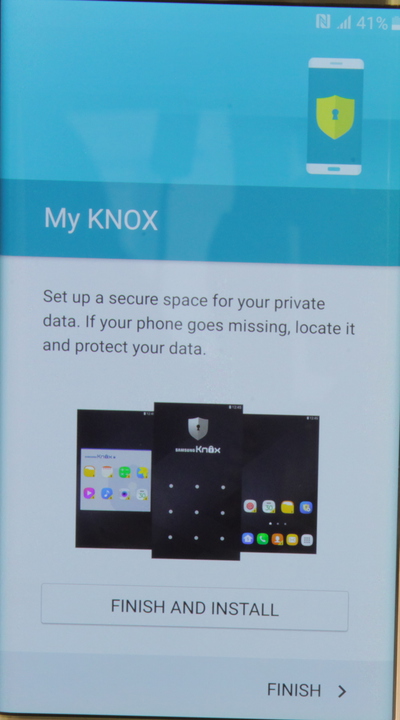 41%
My KNOX
Set up a secure space for your private
data. If your phone goes missing, locate it
and protect your data.
SAMSUNG Knox
FINISH AND INSTALL
FINISH